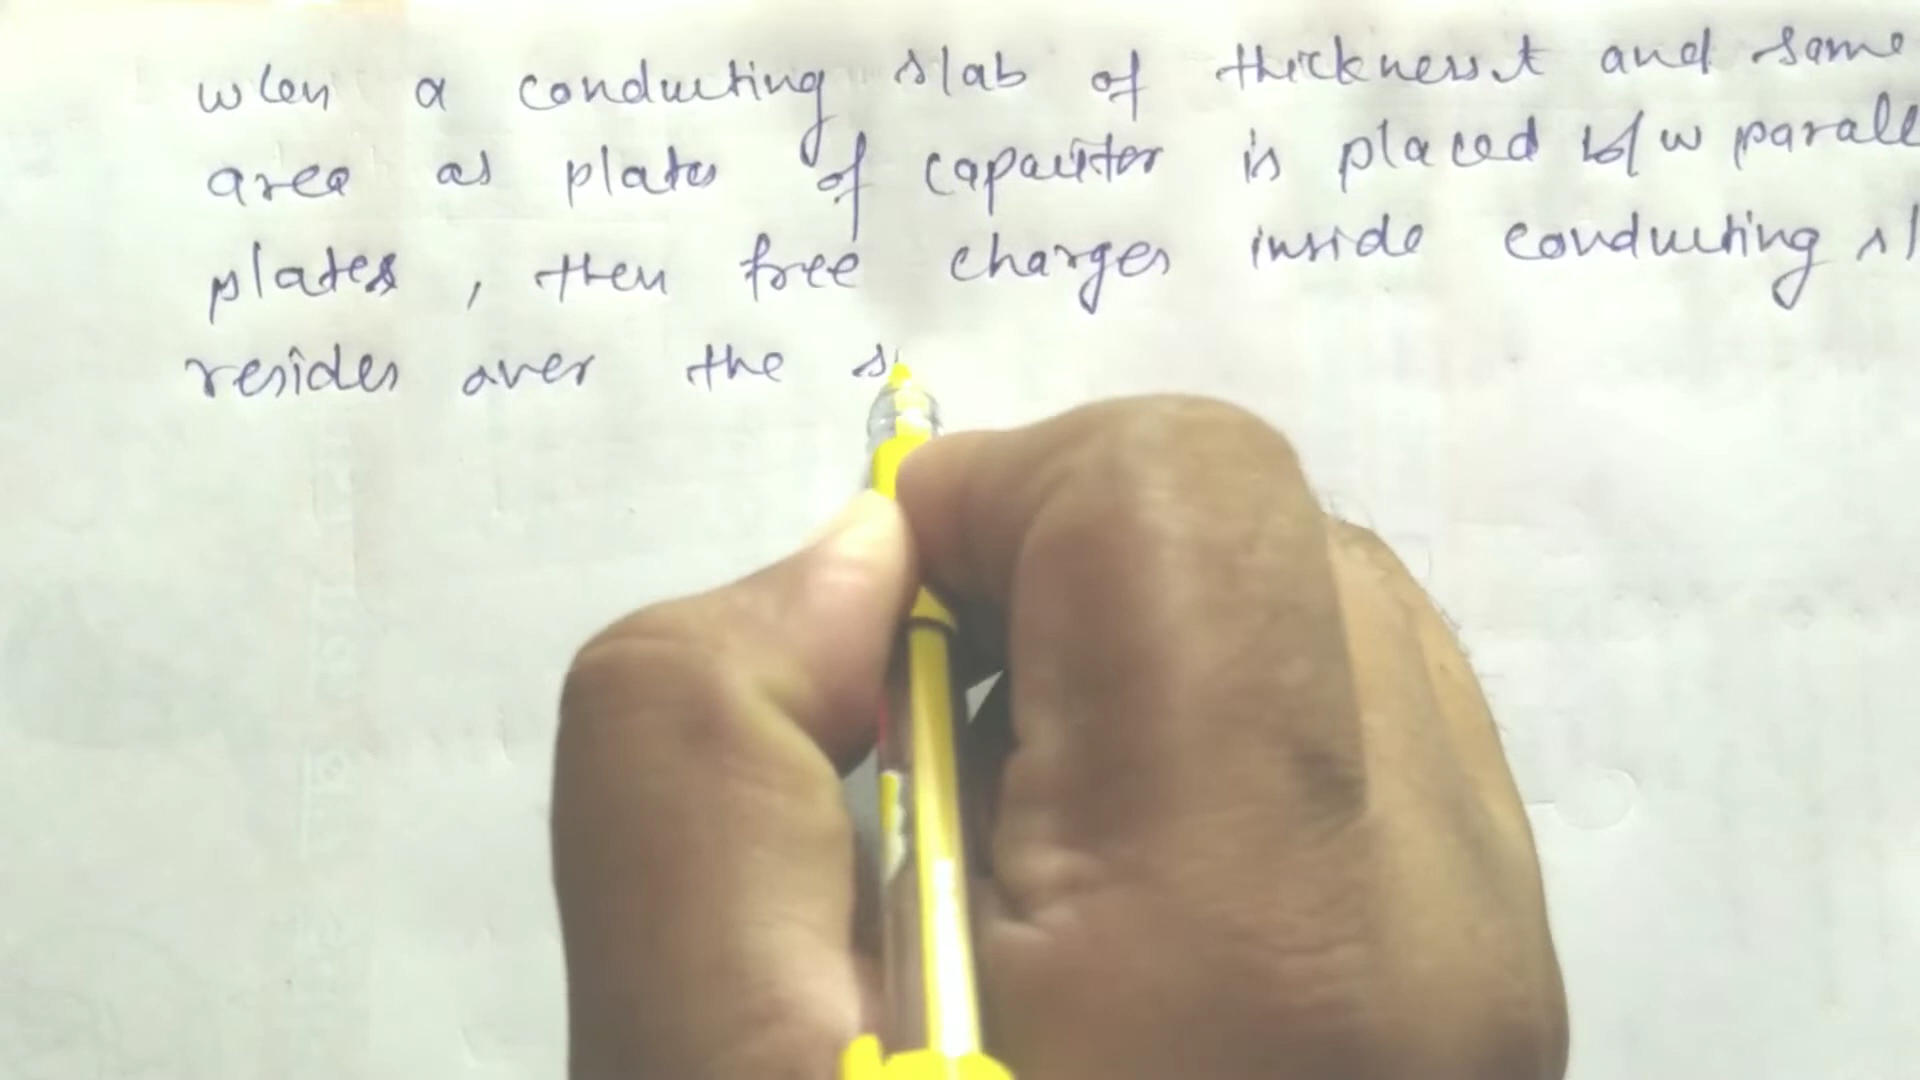 when a conducting slab of thickness t and same
area as plates of capacitor is placed b/w parall
plates, then free charges inside conducting sl
resides over the s